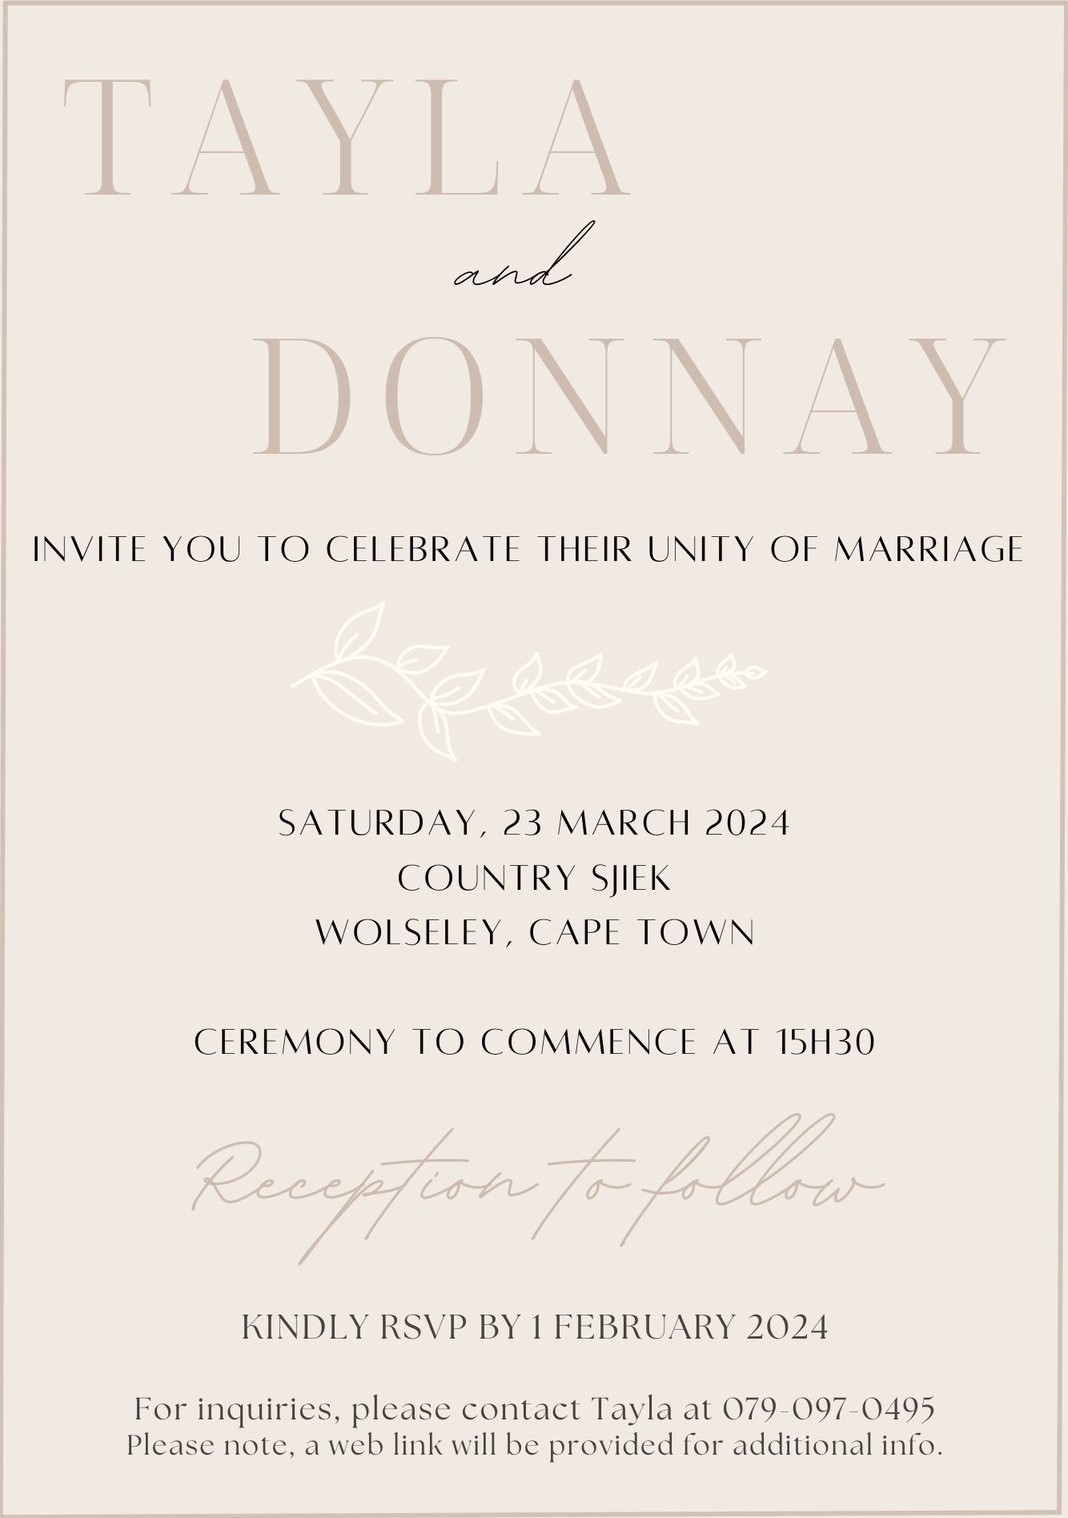 TAYLA
and
DONNAY
INVITE YOU TO CELEBRATE THEIR UNITY OF MARRIAGE
SATURDAY, 23 MARCH 2024
COUNTRY SJIEK
WOLSELEY, CAPE TOWN
CEREMONY TO COMMENCE AT 15H30
Reception to follow
KINDLY RSVP BY 1 FEBRUARY 2024
For inquiries, please contact Tayla at 079-097-0495
Please note, a web link will be provided for additional info.